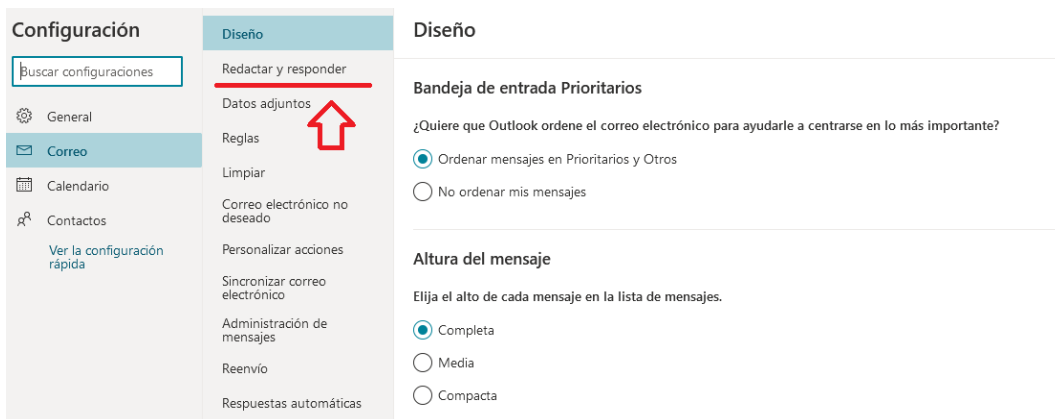 Configuración
Buscar configuraciones
General
Correo
Calendario
Contactos
Ver la configuración
rápida
Diseño
Redactar y responder
Datos adjuntos
Reglas
Limpiar
Correo electrónico no
deseado
Personalizar acciones
Sincronizar correo
electrónico
Administración de
mensajes
Reenvío
Respuestas automáticas
Diseño
Bandeja de entrada Prioritarios
¿Quiere que Outlook ordene el correo electrónico para ayudarle a centrarse en lo más importante?
Ordenar mensajes en Prioritarios y Otros
No ordenar mis mensajes
Altura del mensaje
Elija el alto de cada mensaje en la lista de mensajes.
Completa
Media
Compacta